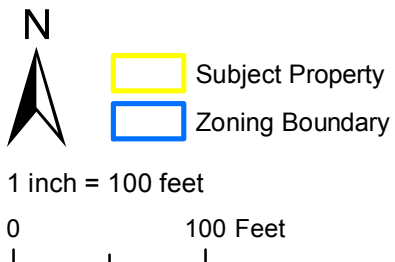 N
Subject Property
Zoning Boundary
1 inch = 100 feet
0 100 Feet